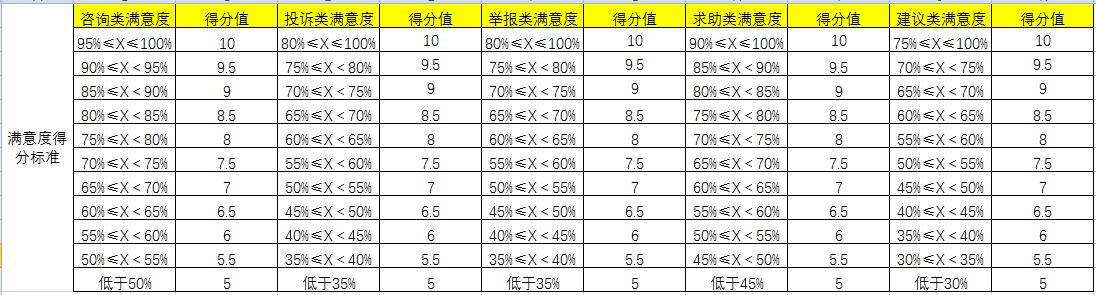 咨询类满意度 得分值 投诉类满意度 得分值 举报类满意度 得分值 求助类满意度 得分值 建议类满意度 得分值
95%≤X≤100% 10 80%≤X≤100% 10 80%≤X≤100% 10 90%≤X≤100% 10 75%≤X≤100% 10
90%≤X＜95% 9.5 75%≤X＜80% 9.5 75%≤X＜80% 9.5 85%≤X＜90% 9.5 70%≤X＜75% 9.5
85%≤X＜90% 9 70%≤X＜75% 9 70%≤X＜75% 9 80%≤X＜85% 9 65%≤X＜70% 9
80%≤X＜85% 8.5 65%≤X＜70% 8.5 65%≤X＜70% 8.5 75%≤X＜80% 8.5 60%≤X＜65% 8.5
满意度得
分标准
75%≤X＜80% 8 60%≤X＜65% 8 60%≤X＜65% 8 70%≤X＜75% 8 55%≤X＜60% 8
70%≤X＜75% 7.5 55%≤X＜60% 7.5 55%≤X＜60% 7.5 65%≤X＜70% 7.5 50%≤X＜55% 7.5
65%≤X＜70% 7 50%≤X＜55% 7 50%≤X＜55% 7 60%≤X＜65% 7 45%≤X＜50% 7
60%≤X＜65% 6.5 45%≤X＜50% 6.5 45%≤X＜50% 6.5 55%≤X＜60% 6.5 40%≤X＜45% 6.5
55%≤X＜60% 6 40%≤X＜45% 6 40%≤X＜45% 6 50%≤X＜55% 6 35%≤X＜40% 6
50%≤X＜55% 5.5 35%≤X＜40% 5.5 35%≤X＜40% 5.5 45%≤X＜50% 5.5 30%≤X＜35% 5.5
低于50% 5 低于35% 5 低于35% 5 低于45% 5 低于30% 5